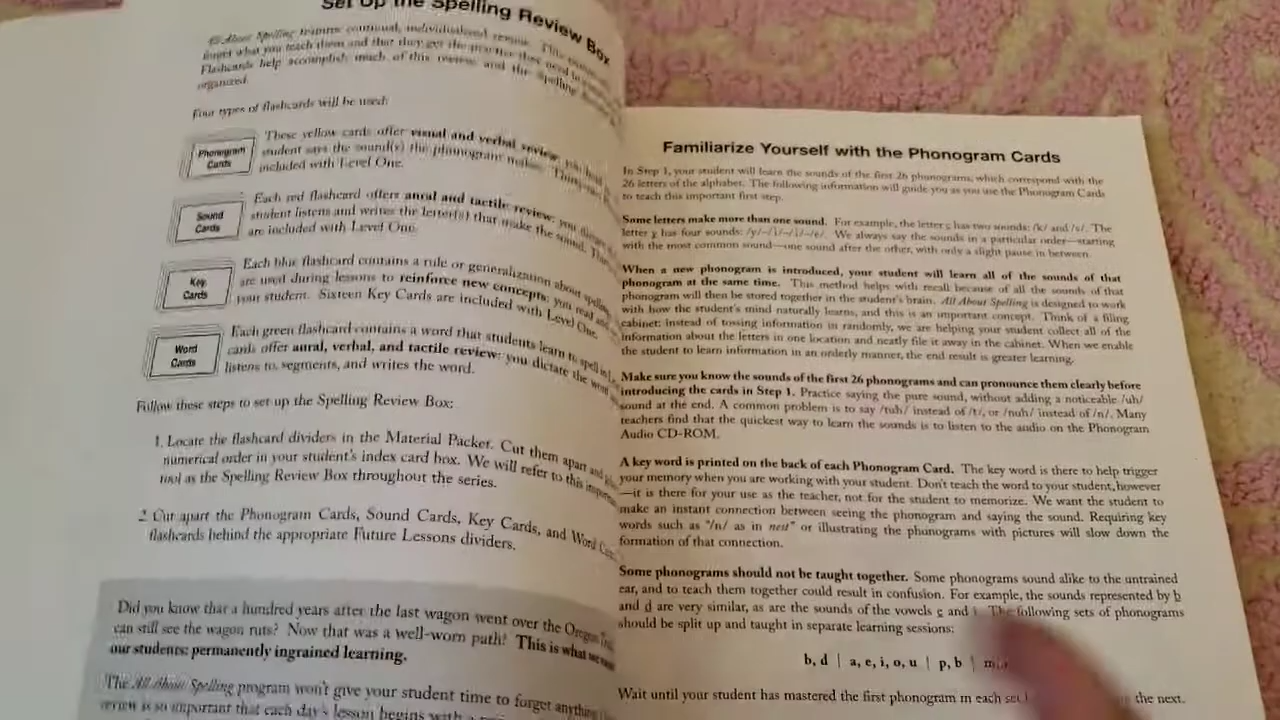 Set Up the Spelling Review Box
All About Spelling
forget what you teach them and that they get the practice they need to
Flashcards help accomplish much of this review and the Spelling
organized.
Four types of flashcards will be used:
Phonogram
Cards
These yellow cards offer visual and verbal review: you
student says the sound(s) the phonogram makes.
included with Level One.
Sound
Cards
Each red flashcard offers aural and tactile review: you
student listens and writes the letter(s) that make the sound.
are included with Level One.
Key
Cards
Each blue flashcard contains a rule or generalization about spelling
are used during lessons to reinforce new concepts: you read
your student. Sixteen Key Cards are included with Level One.
Word
Cards
Each green flashcard contains a word that students learn to spell in
cards offer aural, verbal, and tactile review: you dictate the word
listens to, segments, and writes the word.
Follow these steps to set up the Spelling Review Box:
1. Locate the flashcard dividers in the Material Packet. Cut them apart and
numerical order in your student's index card box. We will refer to this
tool as the Spelling Review Box throughout the series.
2. Cut apart the Phonogram Cards, Sound Cards, Key Cards, and Word
flashcards behind the appropriate Future Lessons dividers.
Did you know that a hundred years after the last wagon went over the Oregon
can still see the wagon ruts? Now that was a well-worn path! This is what we
our students: permanently ingrained learning.
The All About Spelling program won't give your student time to forget anything
review is so important that each day's lesson begins with a
Familiarize Yourself with the Phonogram Cards
In Step 1, your student will learn the sounds of the first 26 phonograms, which correspond with the
26 letters of the alphabet. The following information will guide you as you use the Phonogram Cards
to teach this important first step.
Some letters make more than one sound. For example, the letter c has two sounds: /k/ and /s/. The
letter y has four sounds: /y/–/ĭ/–/ī/–/ē/. We always say the sounds in a particular order—starting
with the most common sound—one sound after the other, with only a slight pause in between.
When a new phonogram is introduced, your student will learn all of the sounds of that
phonogram at the same time. This method helps with recall because all of the sounds of that
phonogram will then be stored together in the student's brain. All About Spelling is designed to work
with how the student's mind naturally learns, and this is an important concept. Think of a filing
cabinet: instead of tossing information in randomly, we are helping your student collect all of the
information about the letters in one location and neatly file it away in the cabinet. When we enable
the student to learn information in an orderly manner, the end result is greater learning.
Make sure you know the sounds of the first 26 phonograms and can pronounce them clearly before
introducing the cards in Step 1. Practice saying the pure sound, without adding a noticeable /uh/
sound at the end. A common problem is to say /tuh/ instead of /t/, or /nuh/ instead of /n/. Many
teachers find that the quickest way to learn the sounds is to listen to the audio on the Phonogram
Audio CD-ROM.
A key word is printed on the back of each Phonogram Card. The key word is there to help trigger
your memory when you are working with your student. Don't teach the word to your student, however
—it is there for your use as the teacher, not for the student to memorize. We want the student to
make an instant connection between seeing the phonogram and saying the sound. Requiring key
words such as "/n/ as in nest" or illustrating the phonograms with pictures will slow down the
formation of that connection.
Some phonograms should not be taught together. Some phonograms sound alike to the untrained
ear, and to teach them together could result in confusion. For example, the sounds represented by b
and d are very similar, as are the sounds of the vowels e and i. The following sets of phonograms
should be split up and taught in separate learning sessions:
b, d | a, e, i, o, u | p, b | m,
Wait until your student has mastered the first phonogram in each set the next.